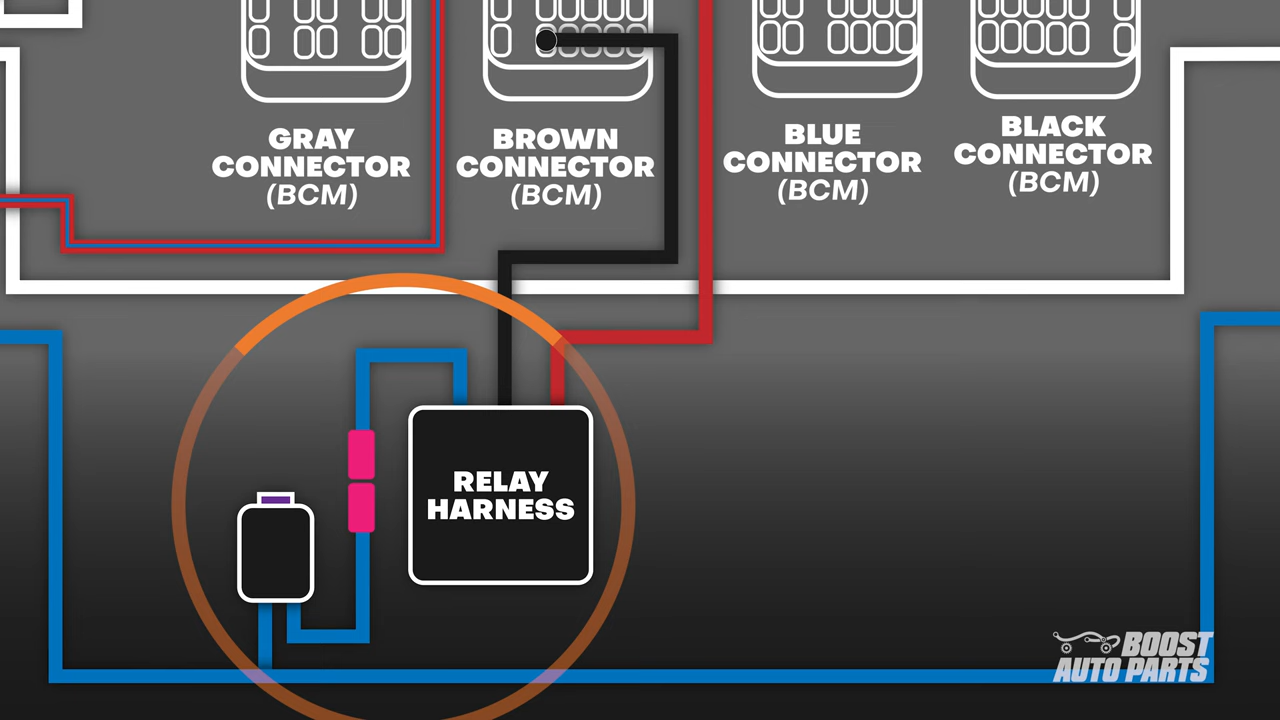 GRAY
CONNECTOR
(BCM)
BROWN
CONNECTOR
(BCM)
BLUE
CONNECTOR
(BCM)
BLACK
CONNECTOR
(BCM)
RELAY
HARNESS
BOOST
AUTO PARTS